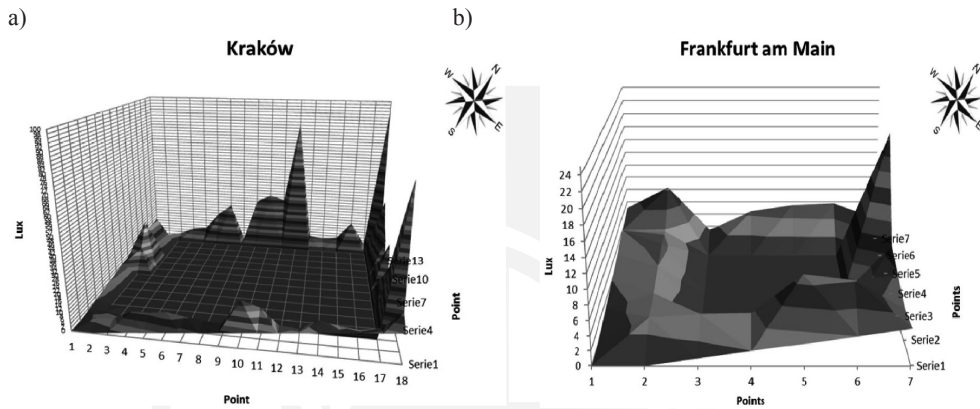 a)
Kraków
N
W
E
S
100
0
Lux
1 2 3 4 5 6 7 8 9 10 11 12 13 14 15 16 17 18
Point
Serie13
Serie10
Serie7
Serie4
Serie1
Point
b)
Frankfurt am Main
N
W
E
S
24
22
20
18
16
14
12
10
8
6
4
2
0
Lux
1 2 3 4 5 6 7
Points
Serie7
Serie6
Serie5
Serie4
Serie3
Serie2
Serie1
Points